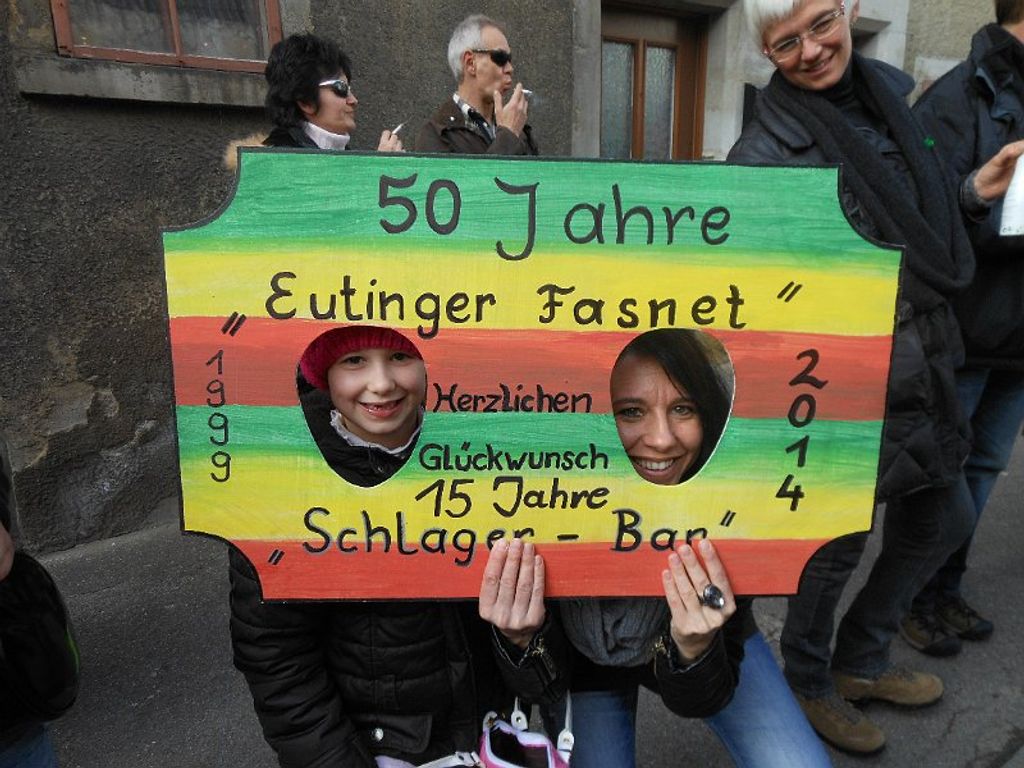 50 Jahre
"Eutinger Fasnet"
1999
Herzlichen
Glückwunsch
15 Jahre
"Schlager - Bar"
2014